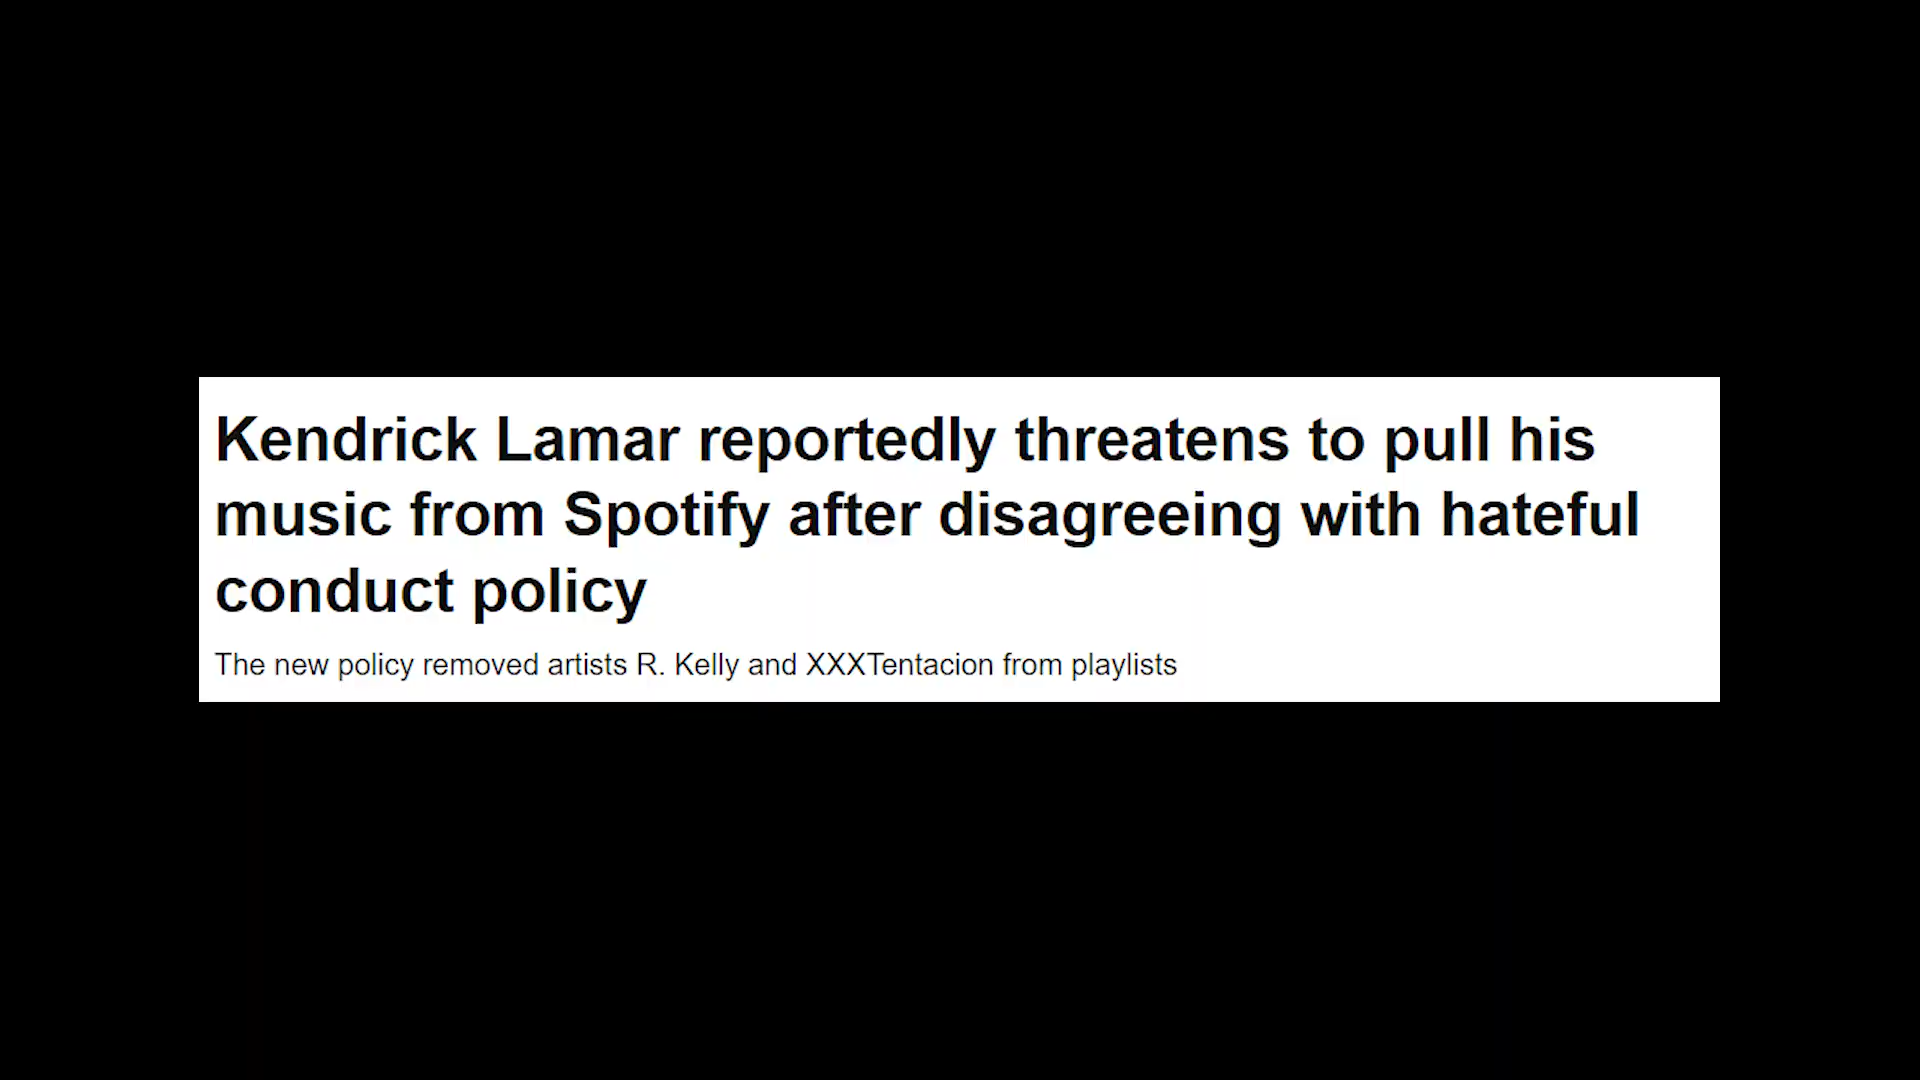 Kendrick Lamar reportedly threatens to pull his
music from Spotify after disagreeing with hateful
conduct policy
The new policy removed artists R. Kelly and XXXTentacion from playlists